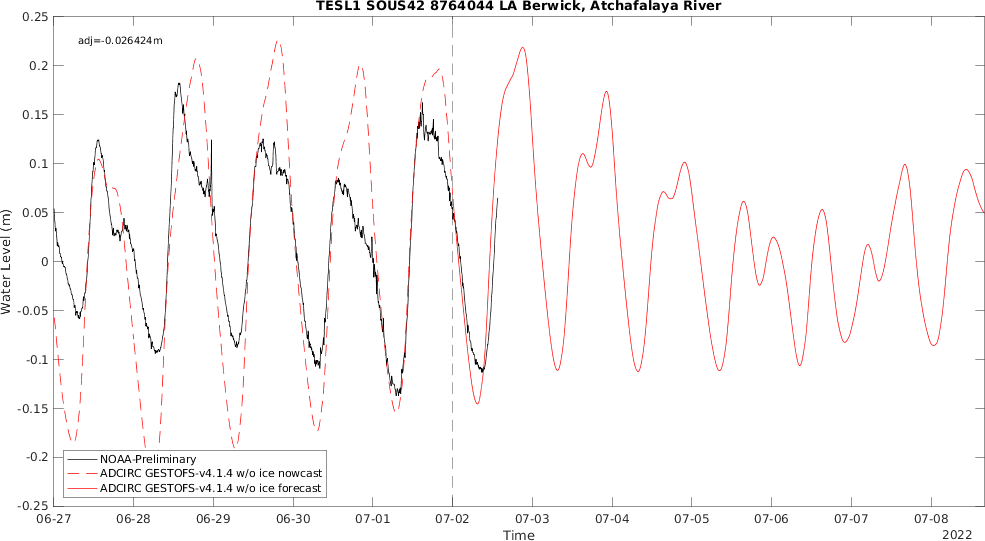 TESL1 SOUS42 8764044 LA Berwick, Atchafalaya River
adj=-0.026424m
0.25
0.2
0.15
0.1
0.05
0
-0.05
-0.1
-0.15
-0.2
-0.25
Water Level (m)
NOAA-Preliminary
ADCIRC GESTOFS-v4.1.4 w/o ice nowcast
ADCIRC GESTOFS-v4.1.4 w/o ice forecast
06-27 06-28 06-29 06-30 07-01 07-02 07-03 07-04 07-05 07-06 07-07 07-08
Time
2022